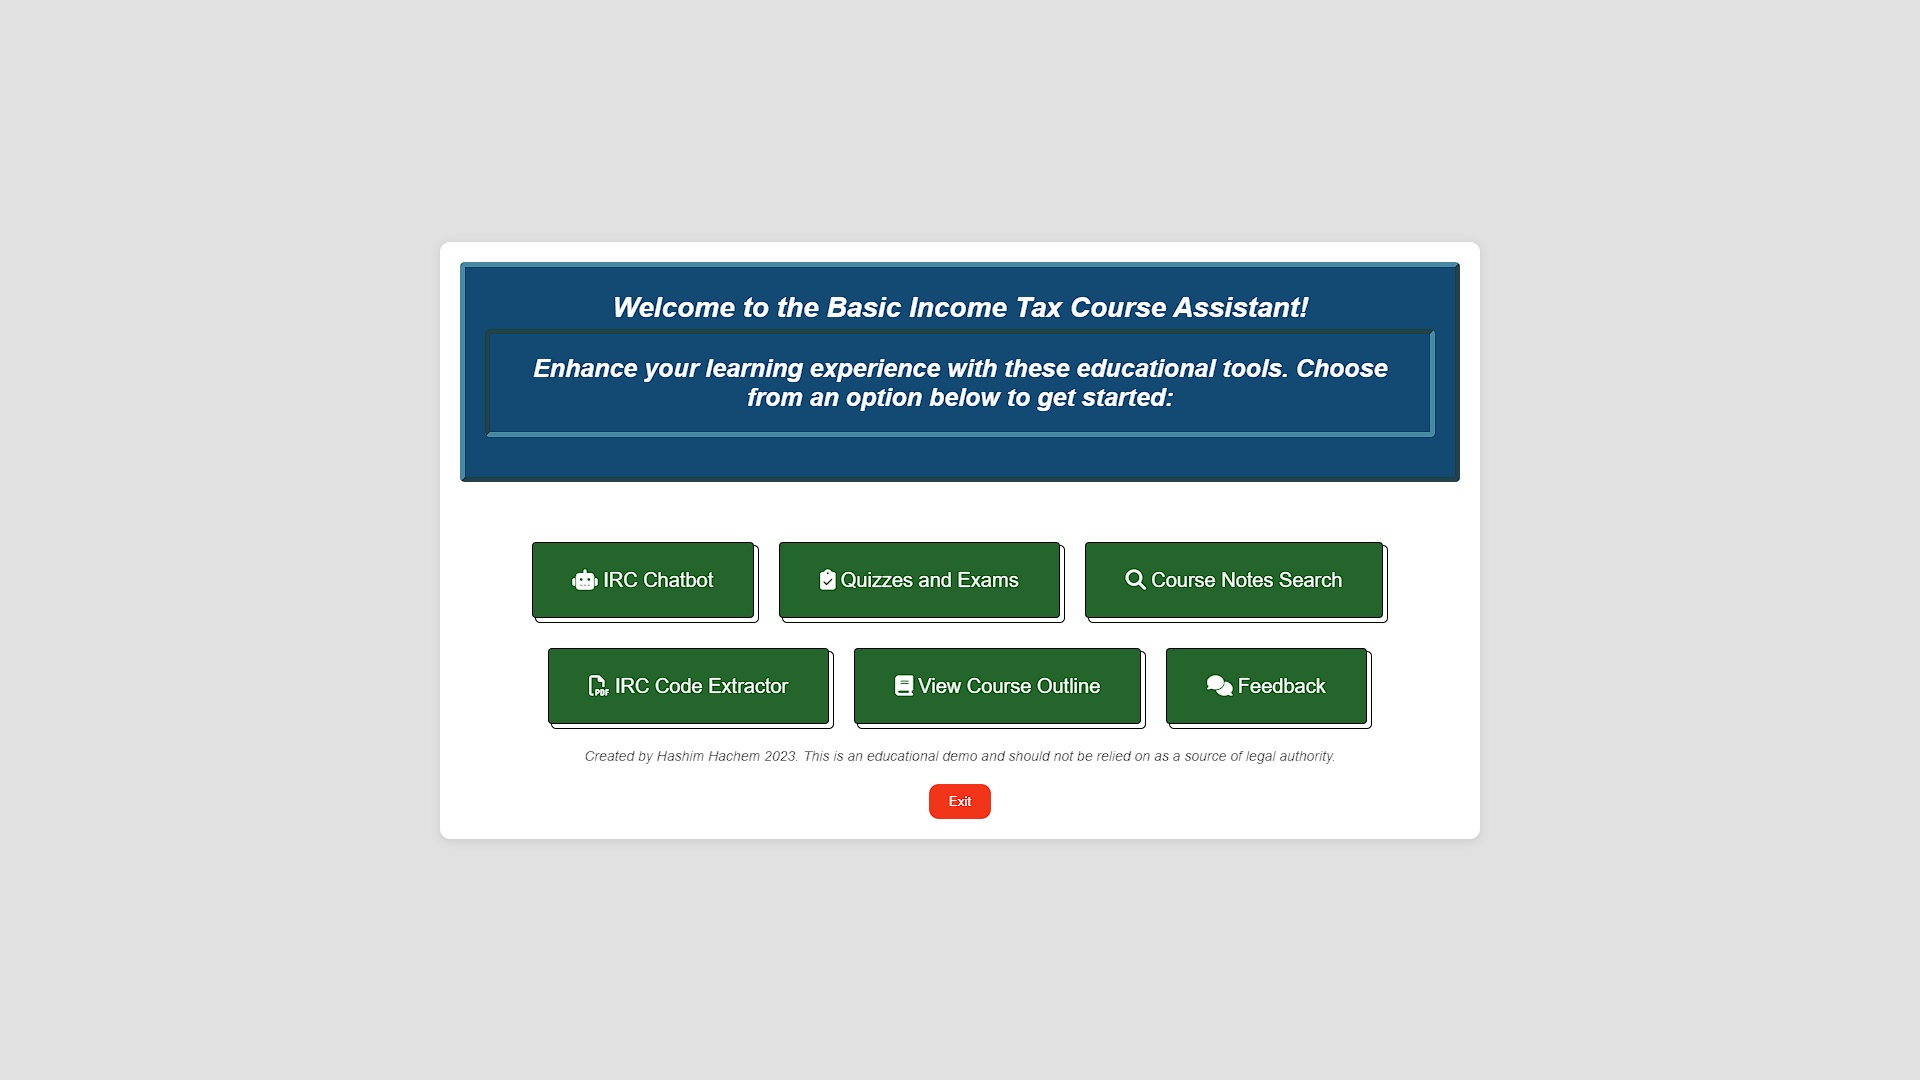 Welcome to the Basic Income Tax Course Assistant!
Enhance your learning experience with these educational tools. Choose
from an option below to get started:
IRC Chatbot
Quizzes and Exams
Course Notes Search
PDF IRC Code Extractor
View Course Outline
Feedback
Created by Hashim Hachem 2023. This is an educational demo and should not be relied on as a source of legal authority.
Exit